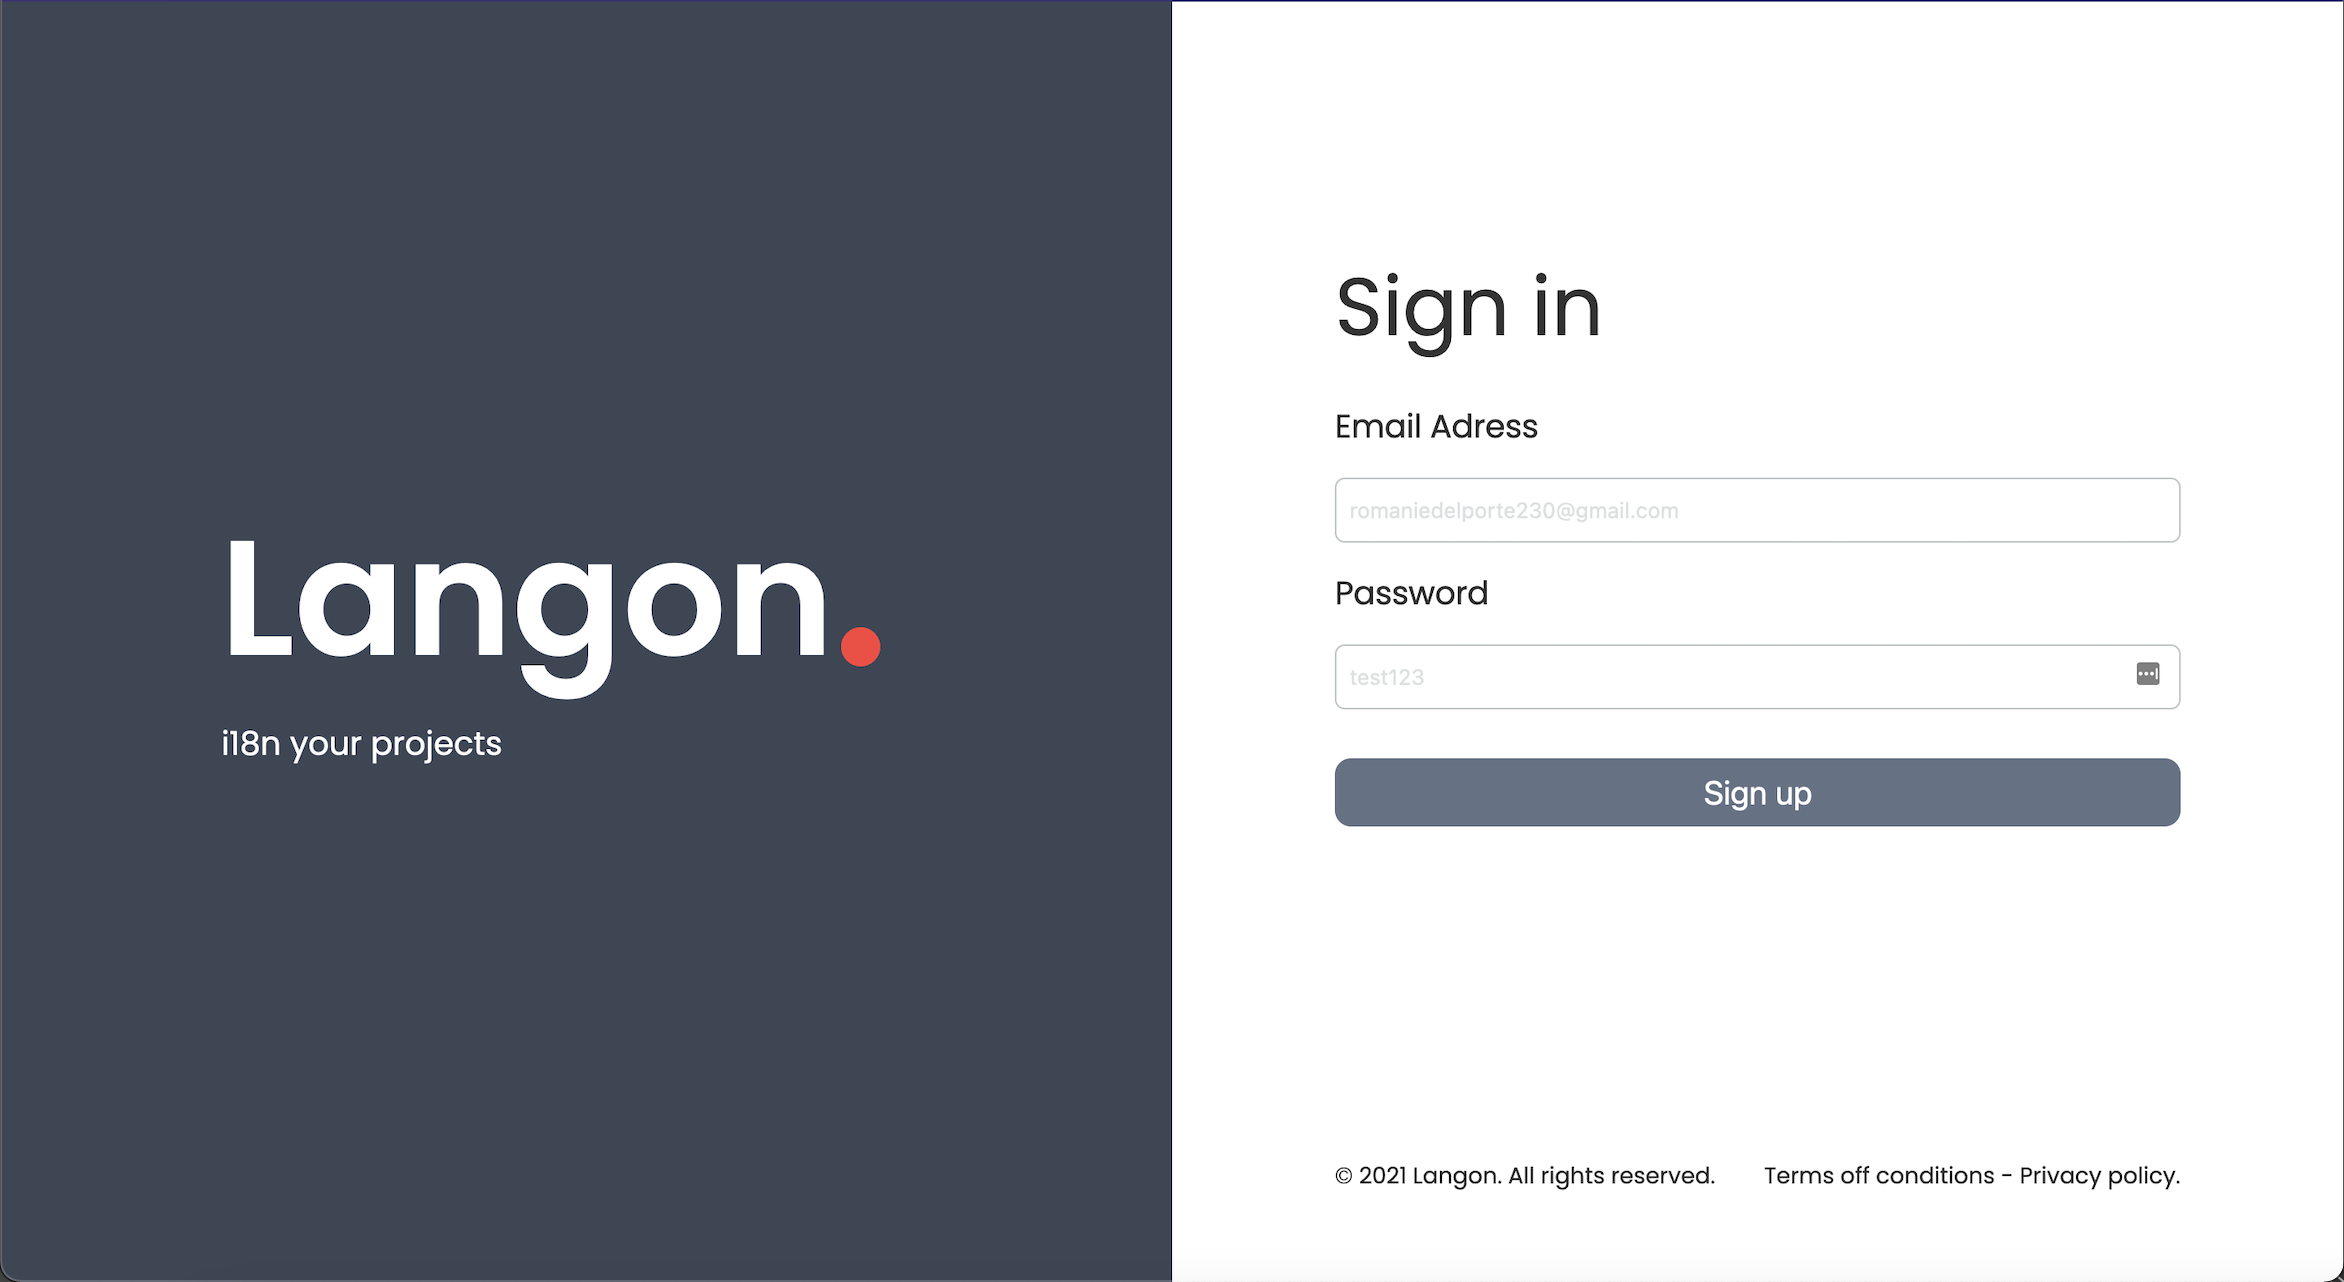 Langon.
i18n your projects
Sign in
Email Adress
romaniedelporte230@gmail.com
Password
test123
Sign up
© 2021 Langon. All rights reserved.
Terms off conditions - Privacy policy.